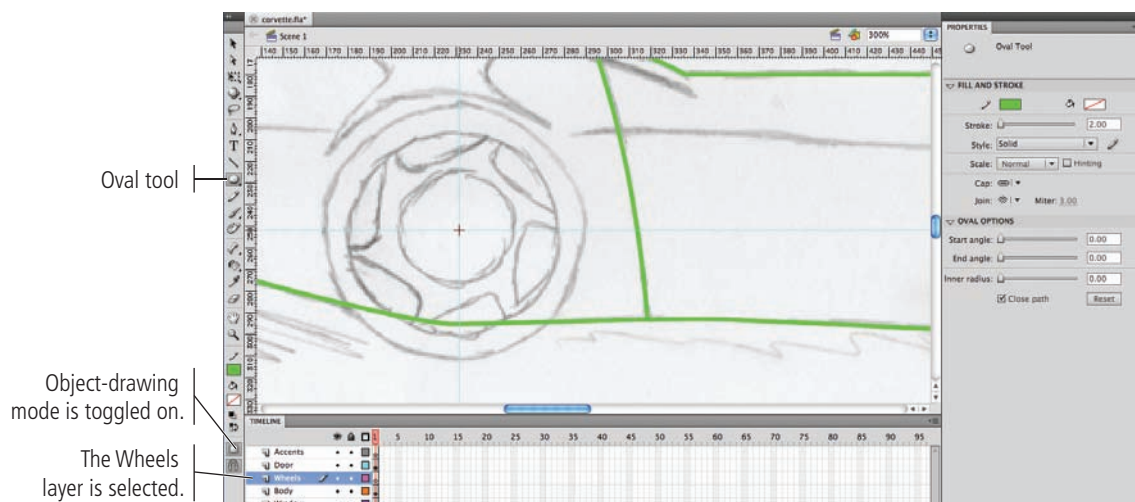 corvette.fla*
Scene 1
300%
140 150 160 170 180 190 200 210 220 230 240 250 260 270 280 290 300 310 320 330 340 350 360 370 380 390 400 410 420 430 440
PROPERTIES
Oval Tool
FILL AND STROKE
Stroke: 2.00
Style: Solid
Scale: Normal Hinting
Cap:
Join: Miter: 3.00
OVAL OPTIONS
Start angle: 0.00
End angle: 0.00
Inner radius: 0.00
Close path Reset
Oval tool
Object-drawing
mode is toggled on.
The Wheels
layer is selected.
TIMELINE
1 5 10 15 20 25 30 35 40 45 50 55 60 65 70 75 80 85 90 95
Accents
Door
Wheels
Body